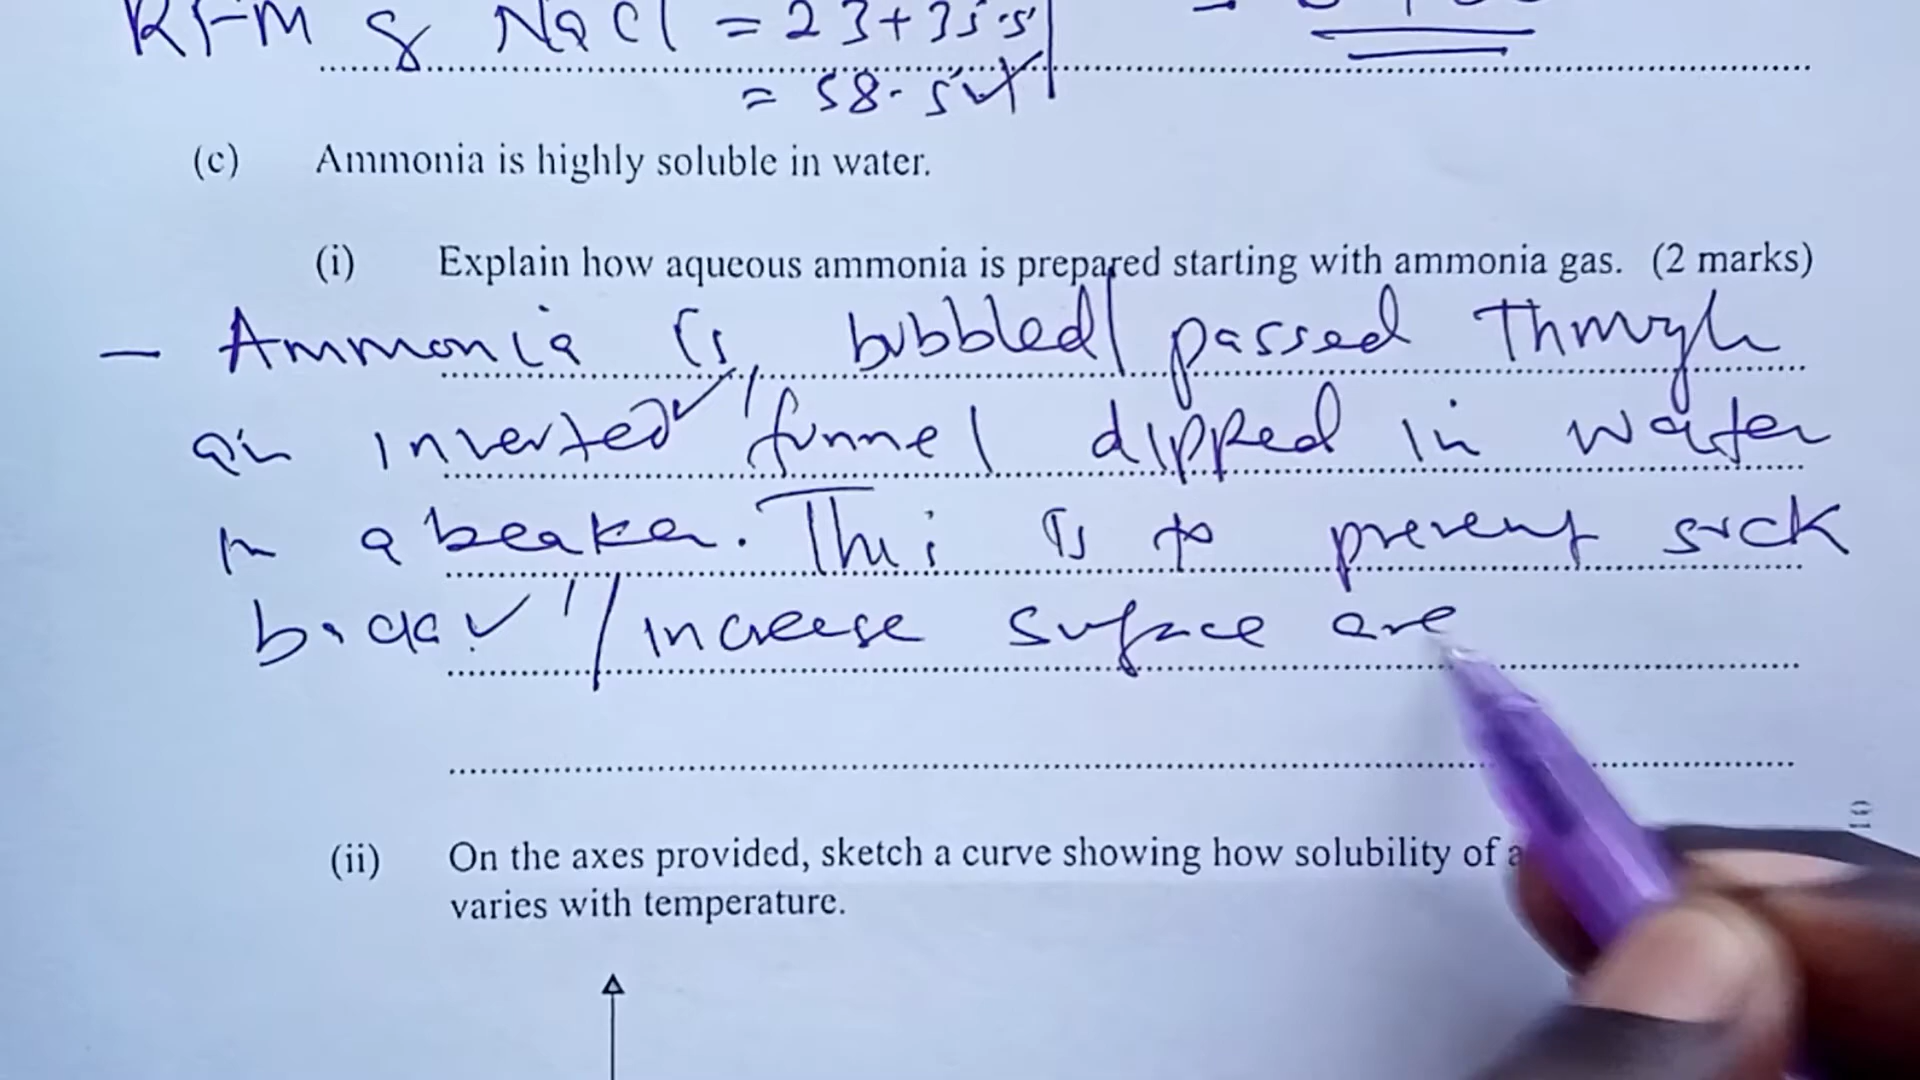 RFM of NaCl = 23+35.5
= 58.5
(c) Ammonia is highly soluble in water.
(i) Explain how aqueous ammonia is prepared starting with ammonia gas. (2 marks)
- Ammonia is bubbled/passed through
an inverted ✓1 funnel dipped in water
in a beaker. This is to prevent suck
back ✓1/increase surface are
(ii) On the axes provided, sketch a curve showing how solubility of a
varies with temperature.
10